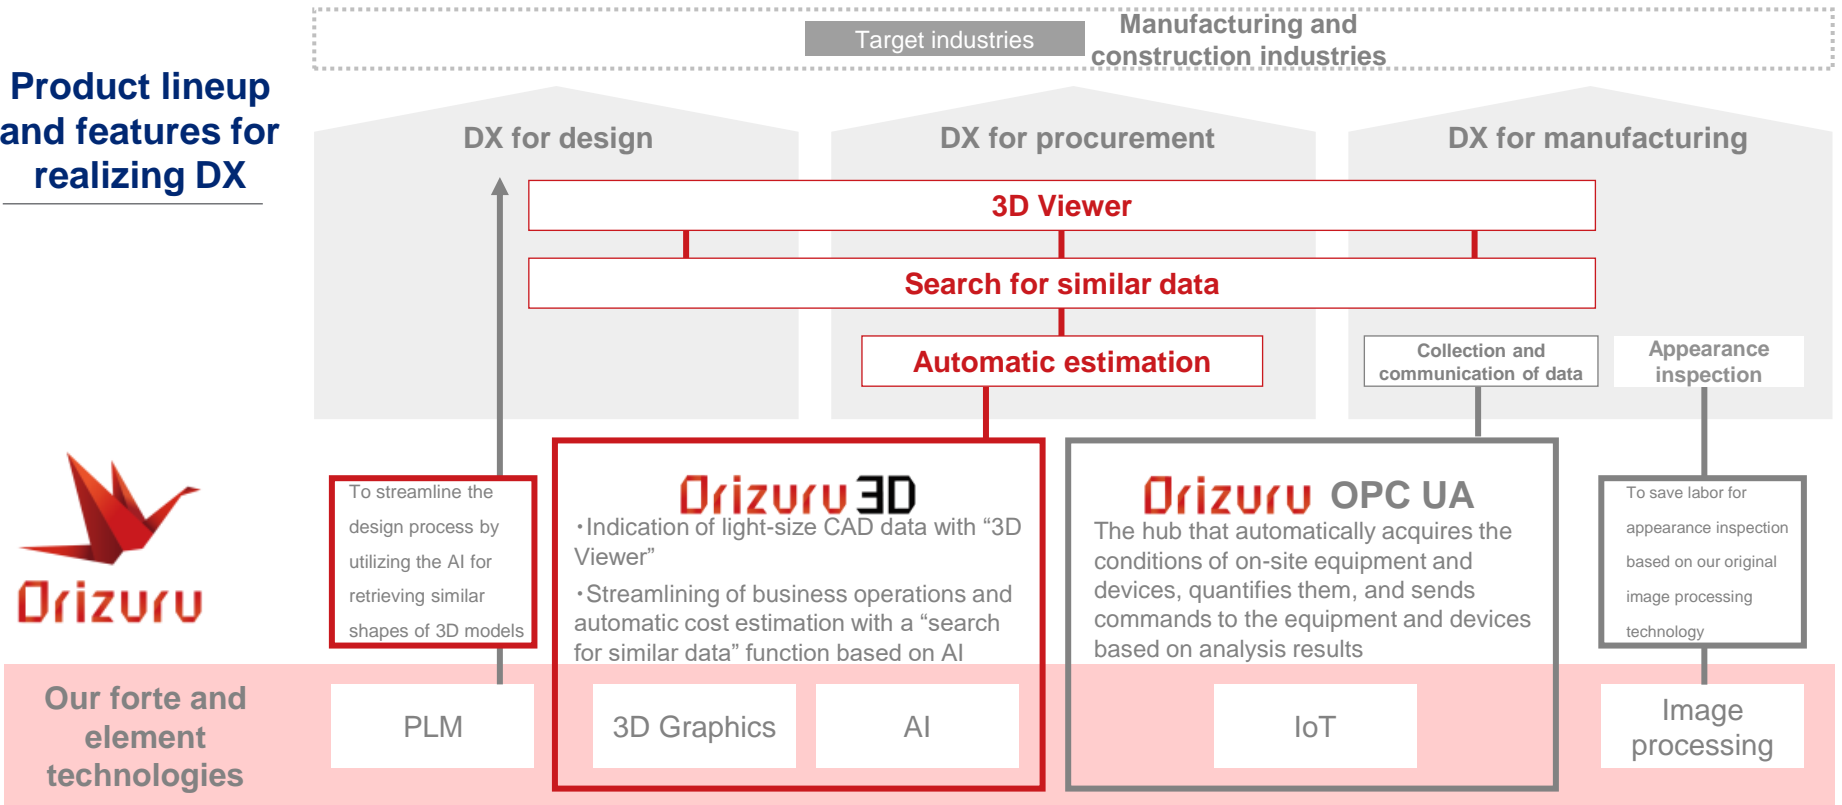 Product lineup
and features for
realizing DX
Target industries
Manufacturing and
construction industries
DX for design
DX for procurement
DX for manufacturing
3D Viewer
Search for similar data
Automatic estimation
Collection and
communication of data
Appearance
inspection
Orizuru
To streamline the
design process by
utilizing the AI for
retrieving similar
shapes of 3D models
Orizuru 3D
・Indication of light-size CAD data with “3D
Viewer”
・Streamlining of business operations and
automatic cost estimation with a “search
for similar data” function based on AI
Orizuru OPC UA
The hub that automatically acquires the
conditions of on-site equipment and
devices, quantifies them, and sends
commands to the equipment and devices
based on analysis results
To save labor for
appearance inspection
based on our original
image processing
technology
Our forte and
element
technologies
PLM
3D Graphics
AI
IoT
Image
processing